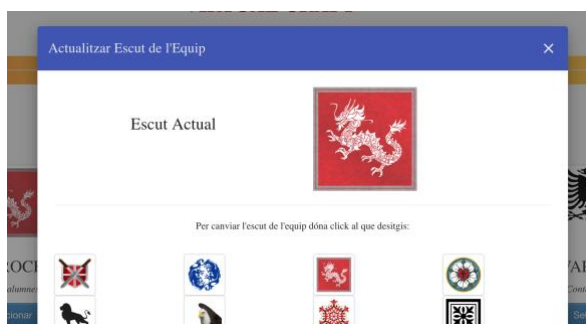 Actualitzar Escut de l'Equip
Escut Actual
Per canviar l'escut de l'equip dóna click al que desitgis: